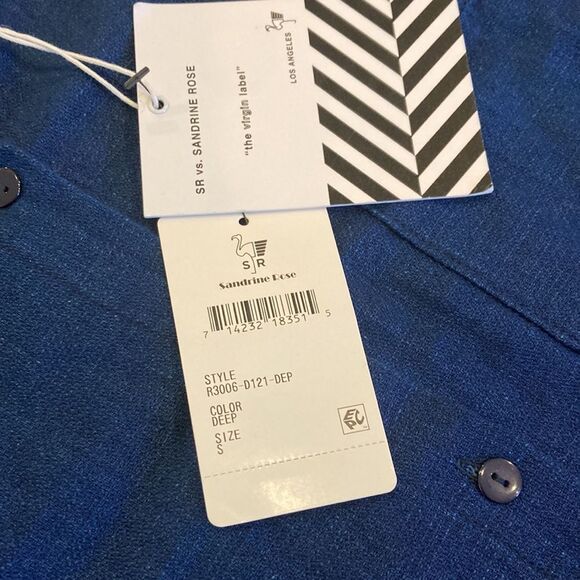 SR vs. SANDRINE ROSE
"the virgin label"
LOS ANGELES
S R
Sandrine Rose
7 14232 18351 5
STYLE
R3006-D121-DEP
COLOR
DEEP
SIZE
S
EPC